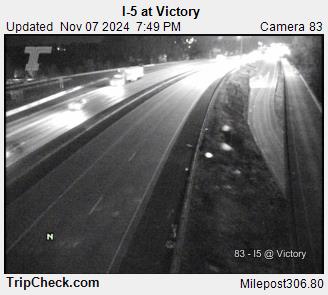 I-5 at Victory
Updated Nov 07 2024 7:49 PM Camera 83
T
N
83 - I5 @ Victory
TripCheck.com Milepost306.80